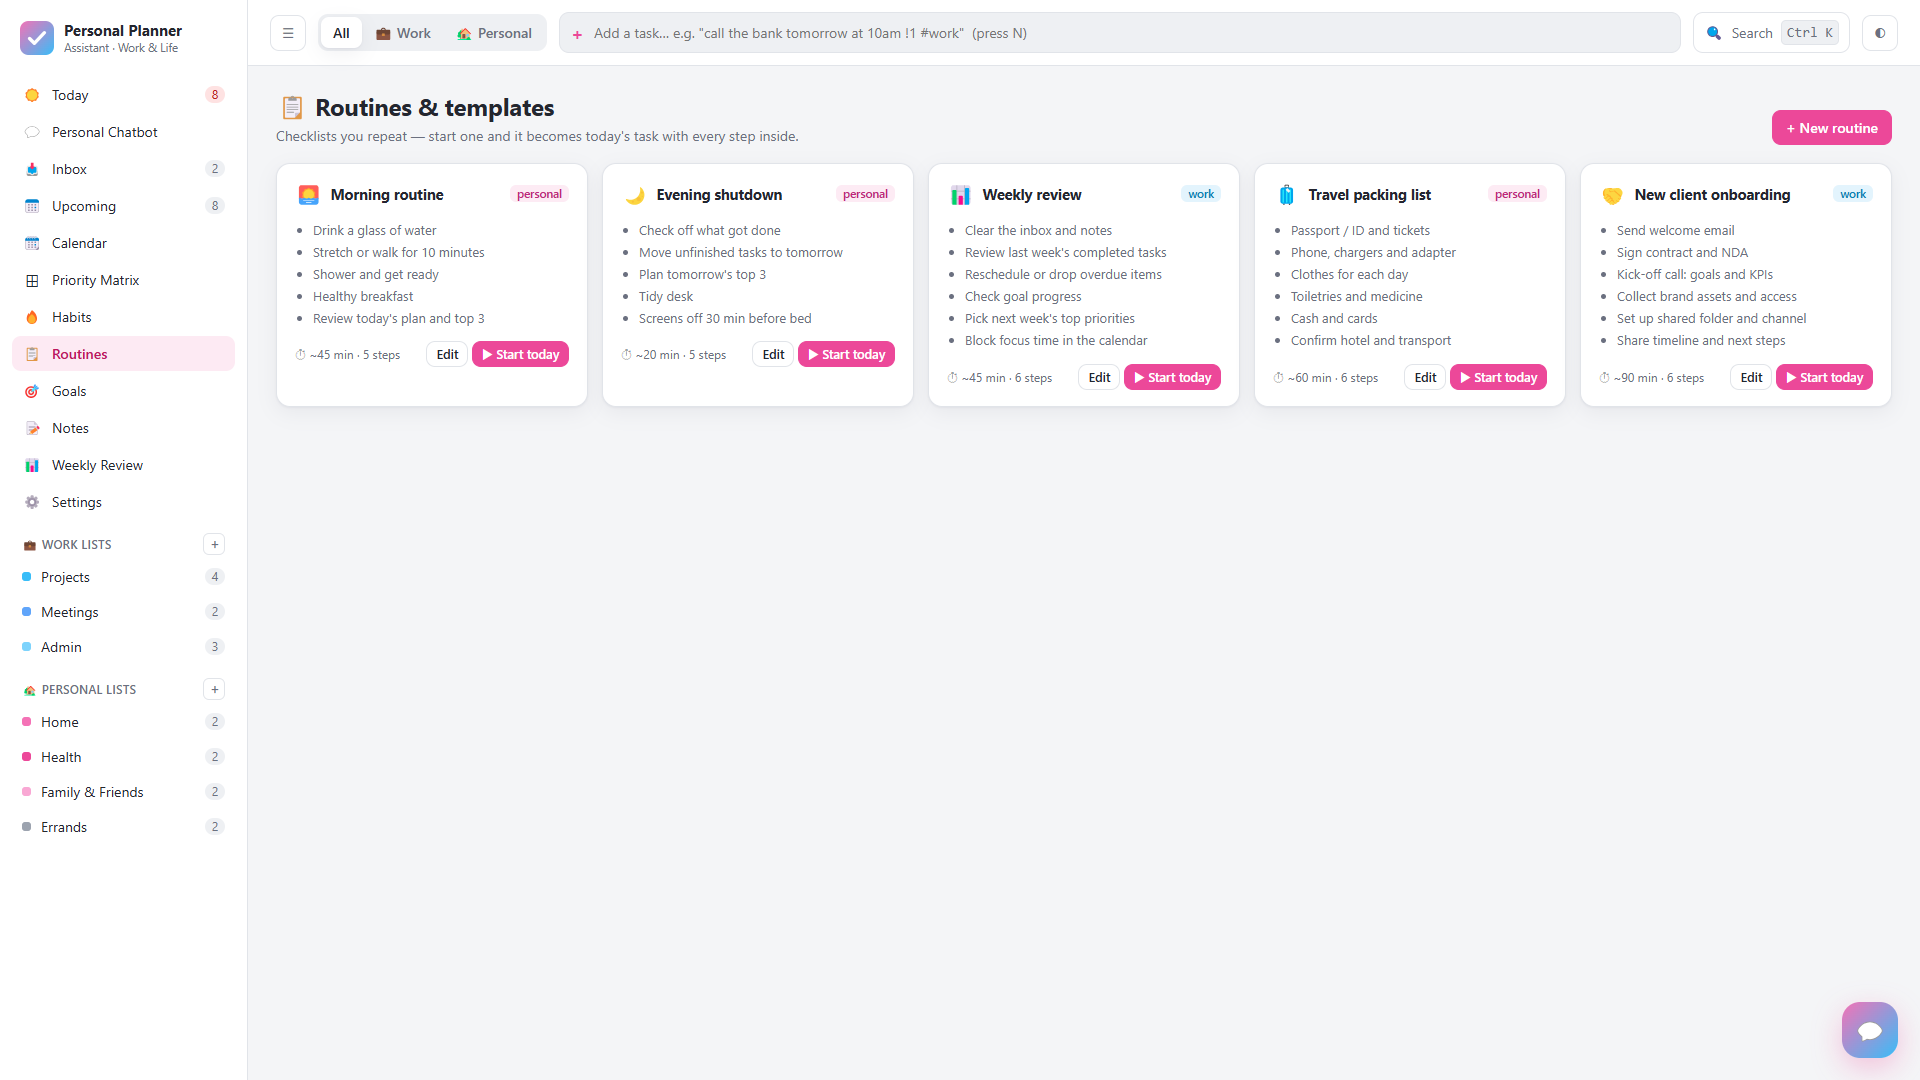 Personal Planner
Assistant · Work & Life
Today 8
Personal Chatbot
Inbox 2
Upcoming 8
Calendar
Priority Matrix
Habits
Routines
Goals
Notes
Weekly Review
Settings
WORK LISTS +
Projects 4
Meetings 2
Admin 3
PERSONAL LISTS +
Home 2
Health 2
Family & Friends 2
Errands 2
All Work Personal
+ Add a task... e.g. "call the bank tomorrow at 10am !1 #work" (press N)
Search Ctrl K
Routines & templates
Checklists you repeat — start one and it becomes today's task with every step inside.
+ New routine
Morning routine personal
• Drink a glass of water
• Stretch or walk for 10 minutes
• Shower and get ready
• Healthy breakfast
• Review today's plan and top 3
~45 min · 5 steps Edit ▶ Start today
Evening shutdown personal
• Check off what got done
• Move unfinished tasks to tomorrow
• Plan tomorrow's top 3
• Tidy desk
• Screens off 30 min before bed
~20 min · 5 steps Edit ▶ Start today
Weekly review work
• Clear the inbox and notes
• Review last week's completed tasks
• Reschedule or drop overdue items
• Check goal progress
• Pick next week's top priorities
• Block focus time in the calendar
~45 min · 6 steps Edit ▶ Start today
Travel packing list personal
• Passport / ID and tickets
• Phone, chargers and adapter
• Clothes for each day
• Toiletries and medicine
• Cash and cards
• Confirm hotel and transport
~60 min · 6 steps Edit ▶ Start today
New client onboarding work
• Send welcome email
• Sign contract and NDA
• Kick-off call: goals and KPIs
• Collect brand assets and access
• Set up shared folder and channel
• Share timeline and next steps
~90 min · 6 steps Edit ▶ Start today